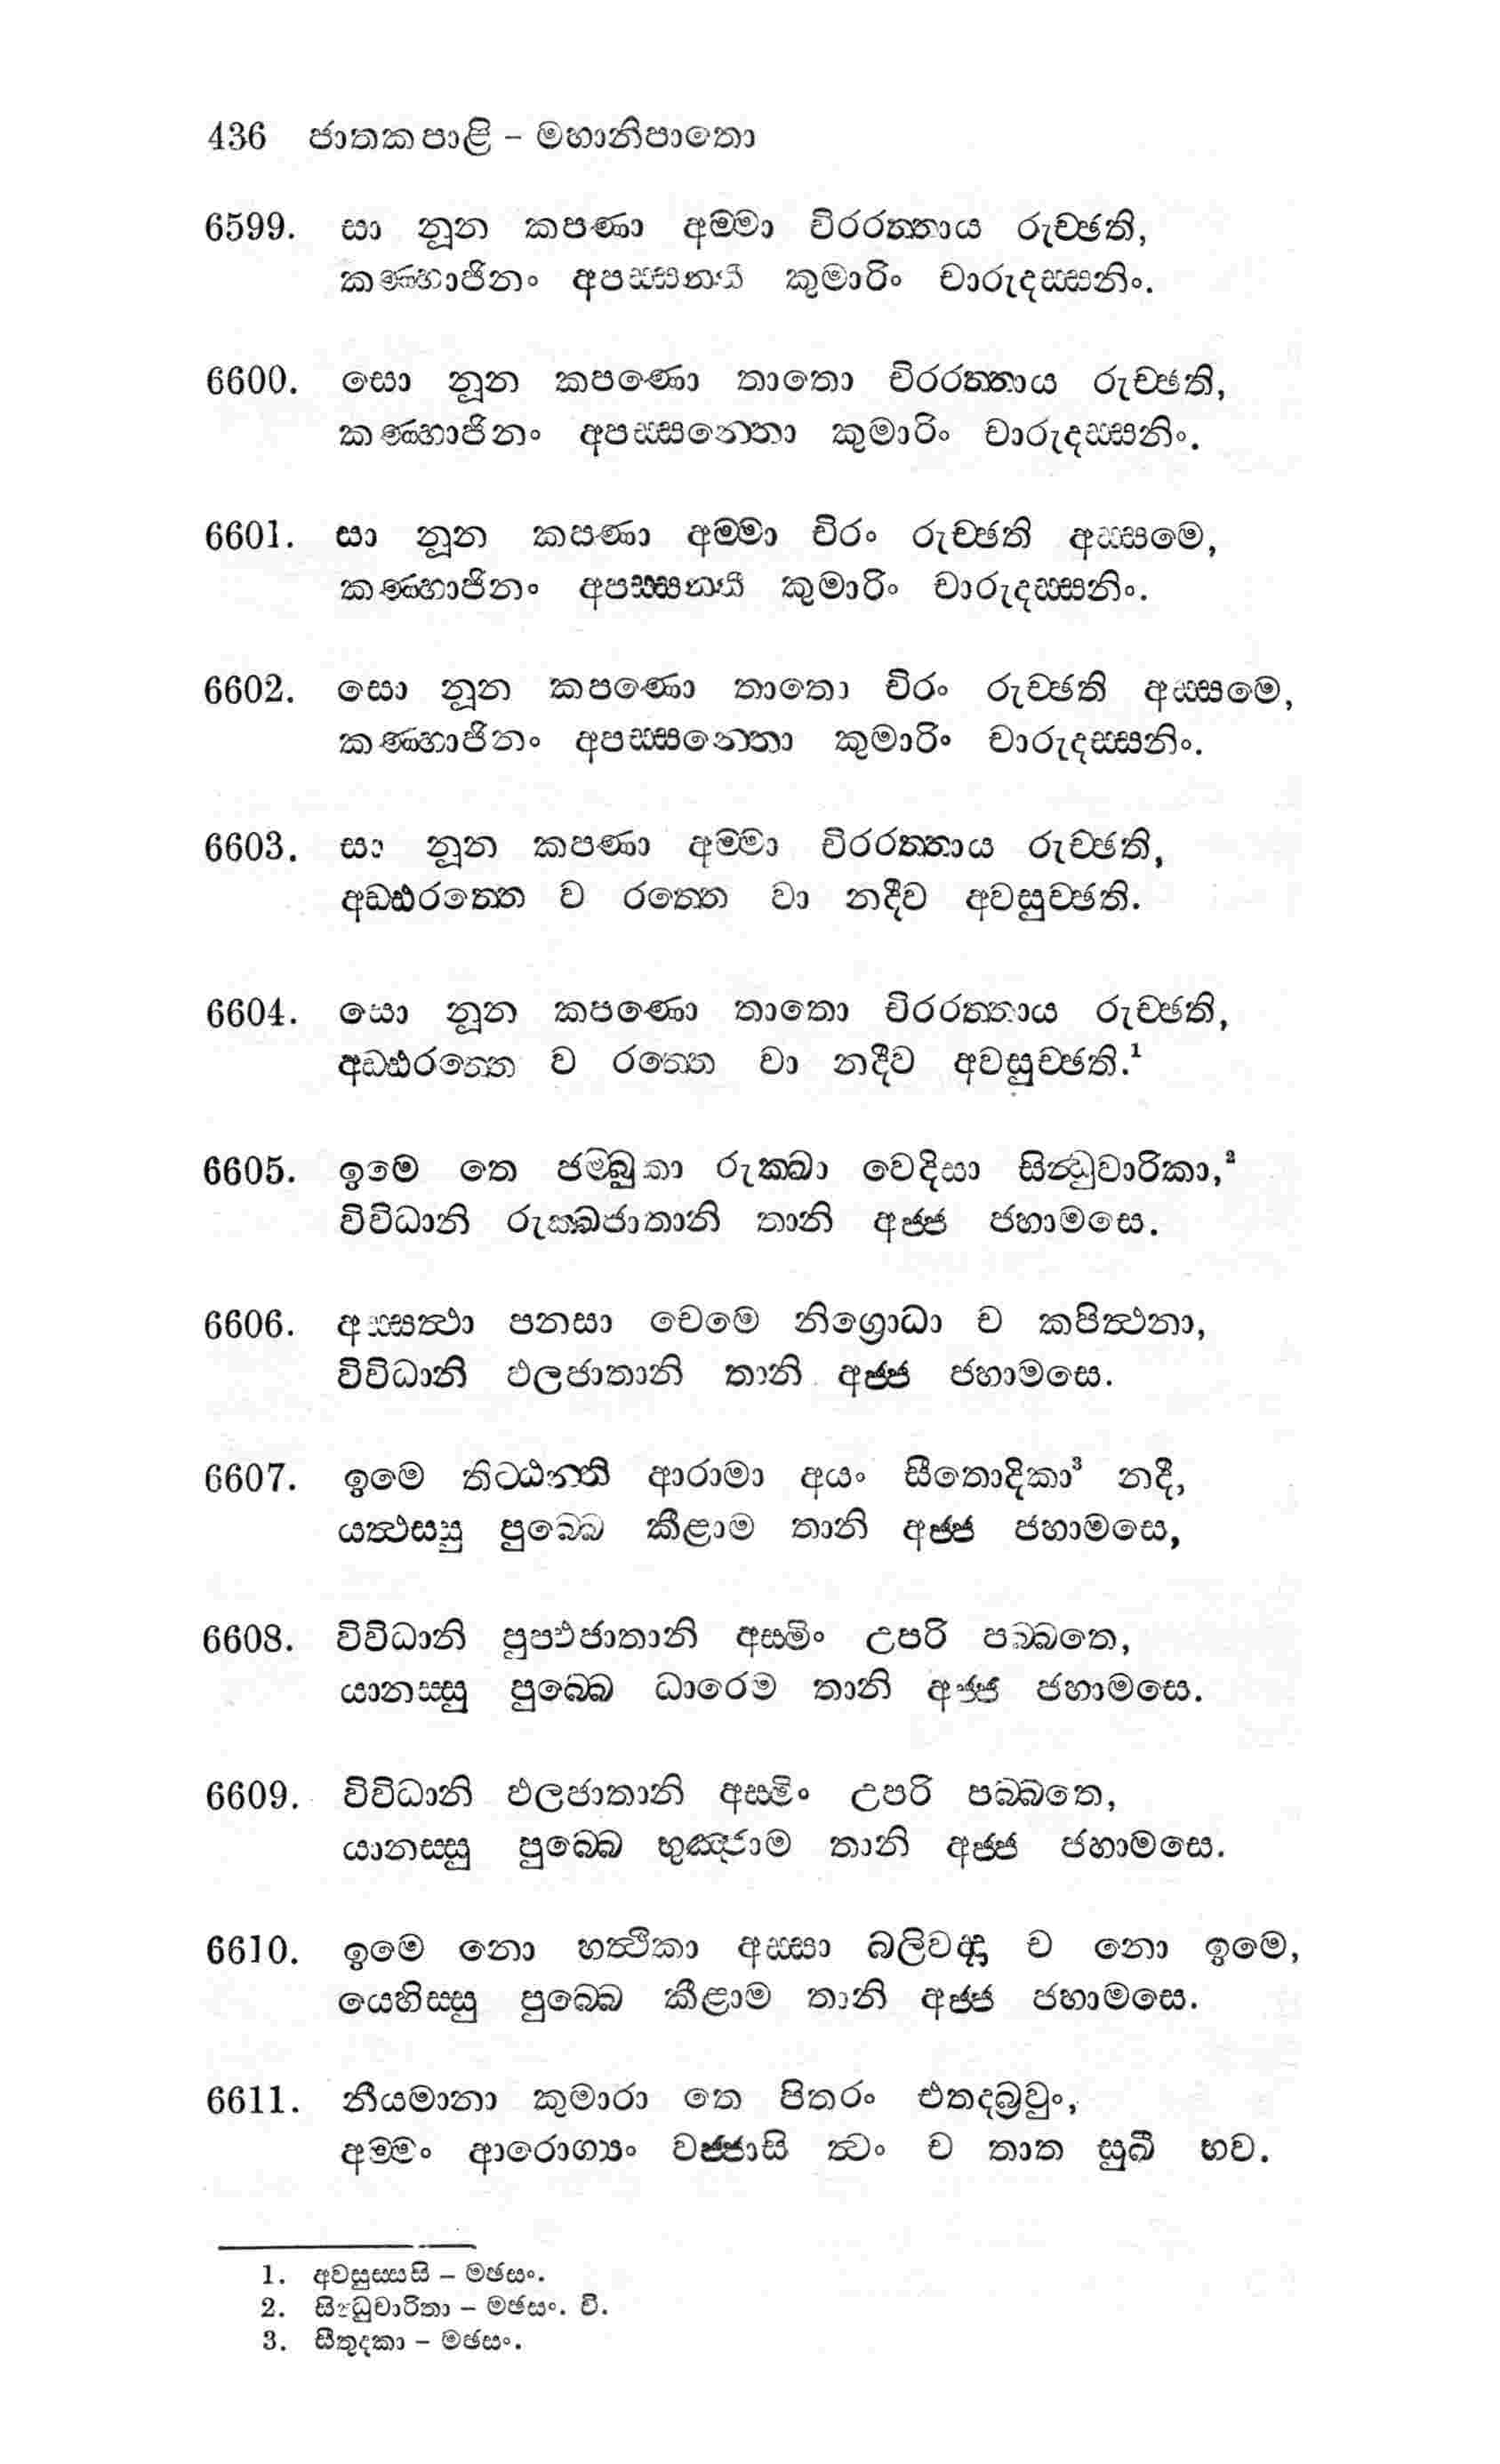 436 ජාතකපාළි – මහානිපාතො
6599. සා නූන කපණා අම්මා චිරරත්තාය රුච්ඡති,
කණ්හාජිනං අපස්සන්තී කුමාරිං චාරුදස්සනිං.
6600. සො නූන කපණො තාතො චිරරත්තාය රුච්ඡති,
කණ්හාජිනං අපස්සන්තො කුමාරිං චාරුදස්සනිං.
6601. සා නූන කපණා අම්මා චිරං රුච්ඡති අස්සමෙ,
කණ්හාජිනං අපස්සන්තී කුමාරිං චාරුදස්සනිං.
6602. සො නූන කපණො තාතො චිරං රුච්ඡති අස්සමෙ,
කණ්හාජිනං අපස්සන්තො කුමාරිං චාරුදස්සනිං.
6603. සා නූන කපණා අම්මා චිරරත්තාය රුච්ඡති,
අඩ්ඪරත්තෙ ව රත්තෙ වා නදීව අවසුච්ඡති.
6604. සො නූන කපණො තාතො චිරරත්තාය රුච්ඡති,
අඩ්ඪරත්තෙ ව රත්තෙ වා නදීව අවසුච්ඡති.1
6605. ඉමෙ තෙ ජම්බුකා රුක්ඛා වෙදිසා සින්ධුවාරිකා,2
විවිධානි රුක්ඛජාතානි තානි අජ්ජ ජහාමසෙ.
6606. අස්සත්ථා පනසා චෙමෙ නිග්‍රොධා ච කපිත්ථනා,
විවිධානි ඵලජාතානි තානි අජ්ජ ජහාමසෙ.
6607. ඉමෙ තිට්ඨන්ති ආරාමා අයං සීතොදිකා3 නදී,
යත්ථස්සු පුබ්බෙ කීළාම තානි අජ්ජ ජහාමසෙ,
6608. විවිධානි පුප්ඵජාතානි අස්මිං උපරි පබ්බතෙ,
යානස්සු පුබ්බෙ ධාරෙම තානි අජ්ජ ජහාමසෙ.
6609. විවිධානි ඵලජාතානි අස්මිං උපරි පබ්බතෙ,
යානස්සු පුබ්බෙ භුඤ්ජාම තානි අජ්ජ ජහාමසෙ.
6610. ඉමෙ නො හත්ථිකා අස්සා බලිවද්දා ච නො ඉමෙ,
යෙහිස්සු පුබ්බෙ කීළාම තානි අජ්ජ ජහාමසෙ.
6611. නීයමානා කුමාරා තෙ පිතරං එතදබ්‍රවුං,
අම්මං ආරොග්‍යං වජ්ජාසි ත්වං ච තාත සුඛී භව.
1. අවසුස්සසි – මඡසං.
2. සින්ධුවාරිතා – මඡසං. වි.
3. සීතුදකා – මඡසං.